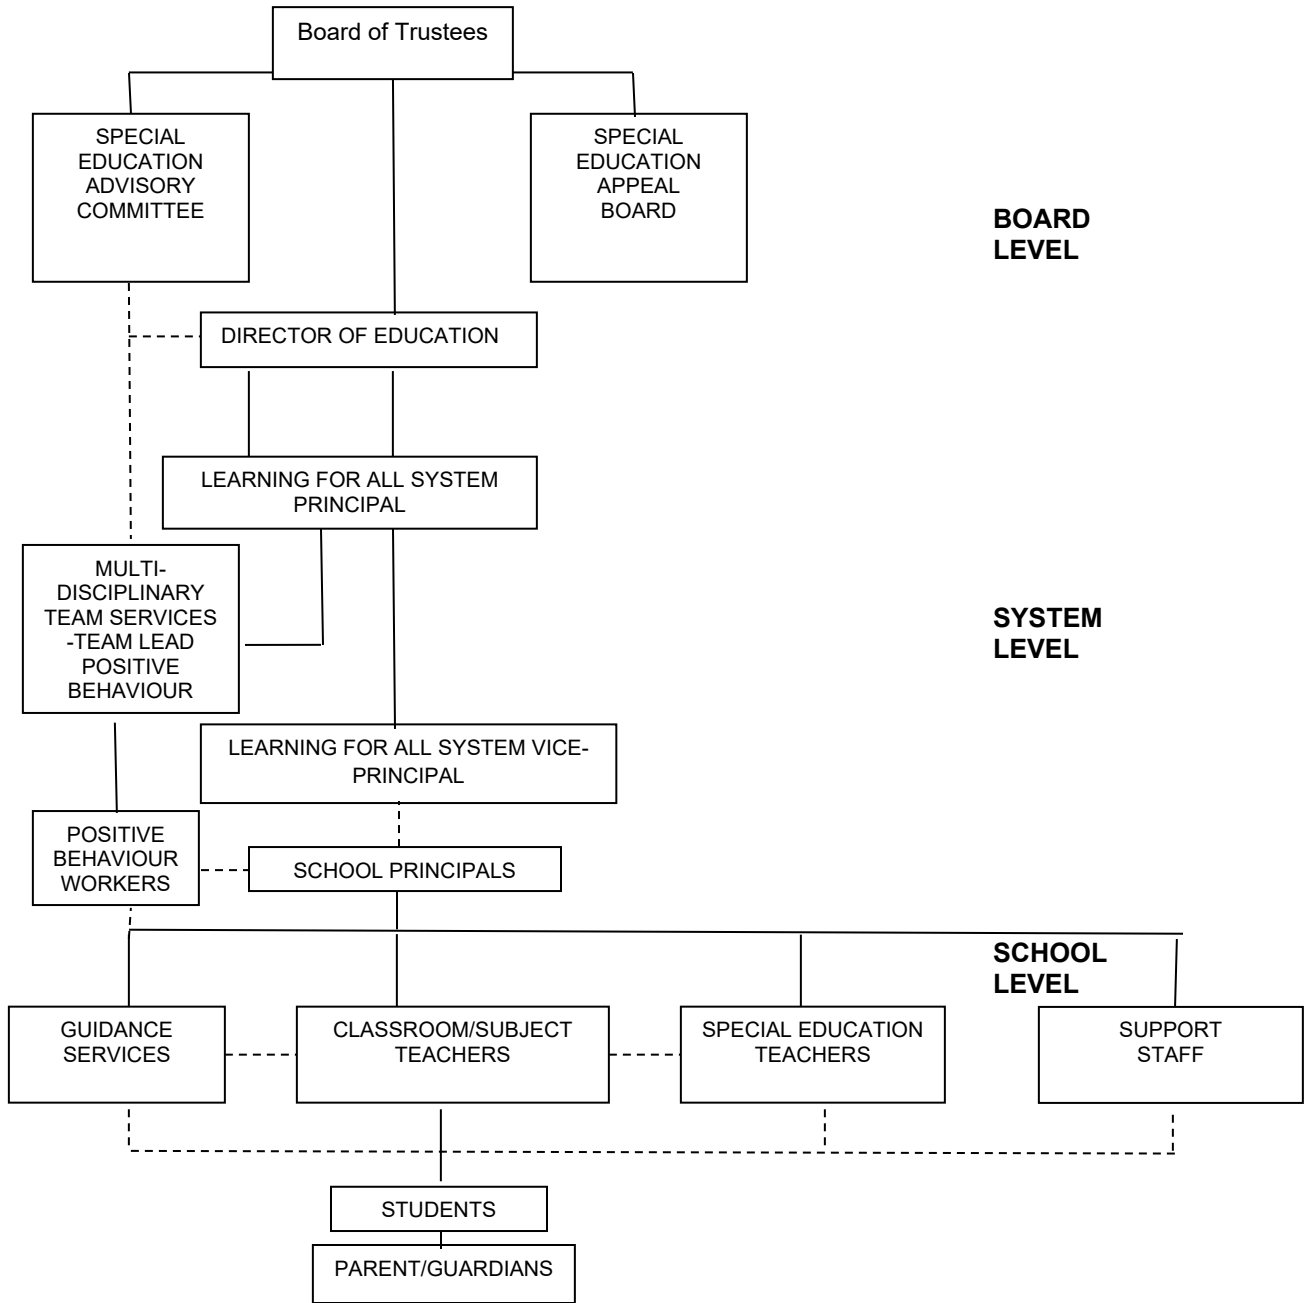 Board of Trustees
SPECIAL
EDUCATION
ADVISORY
COMMITTEE
SPECIAL
EDUCATION
APPEAL
BOARD
BOARD
LEVEL
DIRECTOR OF EDUCATION
LEARNING FOR ALL SYSTEM
PRINCIPAL
MULTI-
DISCIPLINARY
TEAM SERVICES
-TEAM LEAD
POSITIVE
BEHAVIOUR
SYSTEM
LEVEL
LEARNING FOR ALL SYSTEM VICE-
PRINCIPAL
POSITIVE
BEHAVIOUR
WORKERS
SCHOOL PRINCIPALS
SCHOOL
LEVEL
GUIDANCE
SERVICES
CLASSROOM/SUBJECT
TEACHERS
SPECIAL EDUCATION
TEACHERS
SUPPORT
STAFF
STUDENTS
PARENT/GUARDIANS